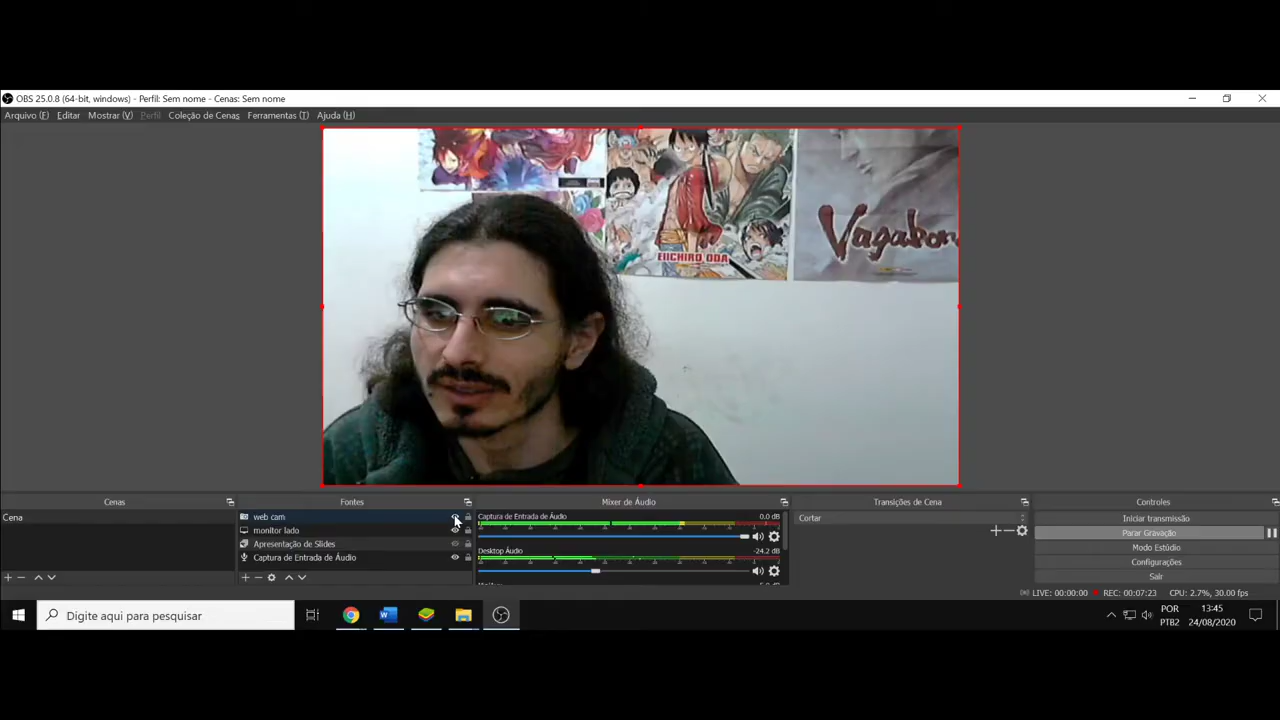 OBS 25.0.8 (64-bit, windows) - Perfil: Sem nome - Cenas: Sem nome
Arquivo (F) Editar Mostrar (V) Perfil Coleção de Cenas Ferramentas (T) Ajuda (H)
Vagabon
EIICHIRO ODA
Cenas Fontes Mixer de Áudio Transições de Cena Controles
Cena
web cam
monitor lado
Apresentação de Slides
Captura de Entrada de Áudio
Captura de Entrada de Áudio 0.0 dB
Desktop Áudio -24.2 dB
Cortar
Iniciar transmissão
Parar Gravação
Modo Estúdio
Configurações
Sair
LIVE: 00:00:00 REC: 00:07:23 CPU: 2.7%, 30.00 fps
Digite aqui para pesquisar
POR
PTB2
13:45
24/08/2020